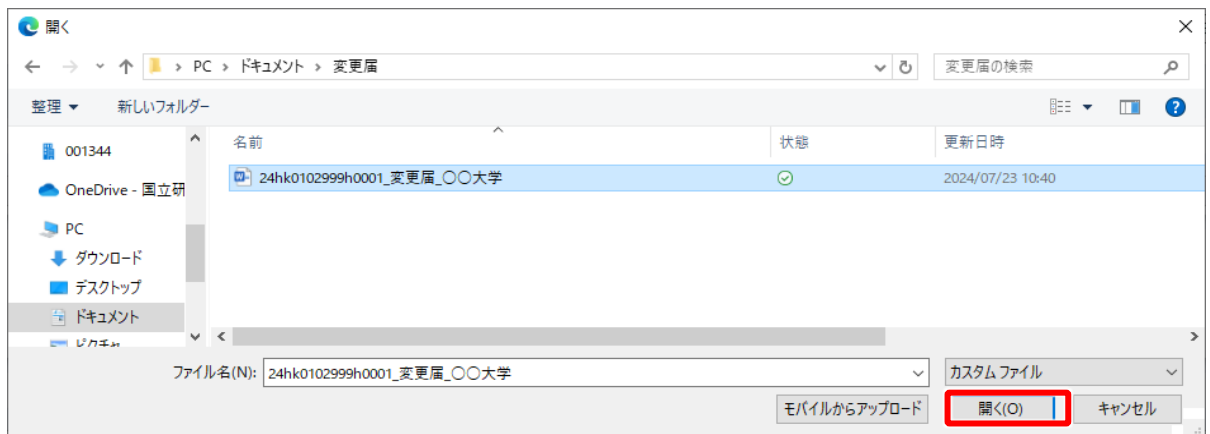 開く
PC > ドキュメント > 変更届
変更届の検索
整理 新しいフォルダー
名前 状態 更新日時
001344
24hk0102999h0001_変更届_〇〇大学 2024/07/23 10:40
OneDrive - 国立研
PC
ダウンロード
デスクトップ
ドキュメント
ピクチャ
ファイル名(N): 24hk0102999h0001_変更届_〇〇大学 カスタム ファイル
モバイルからアップロード 開く(O) キャンセル